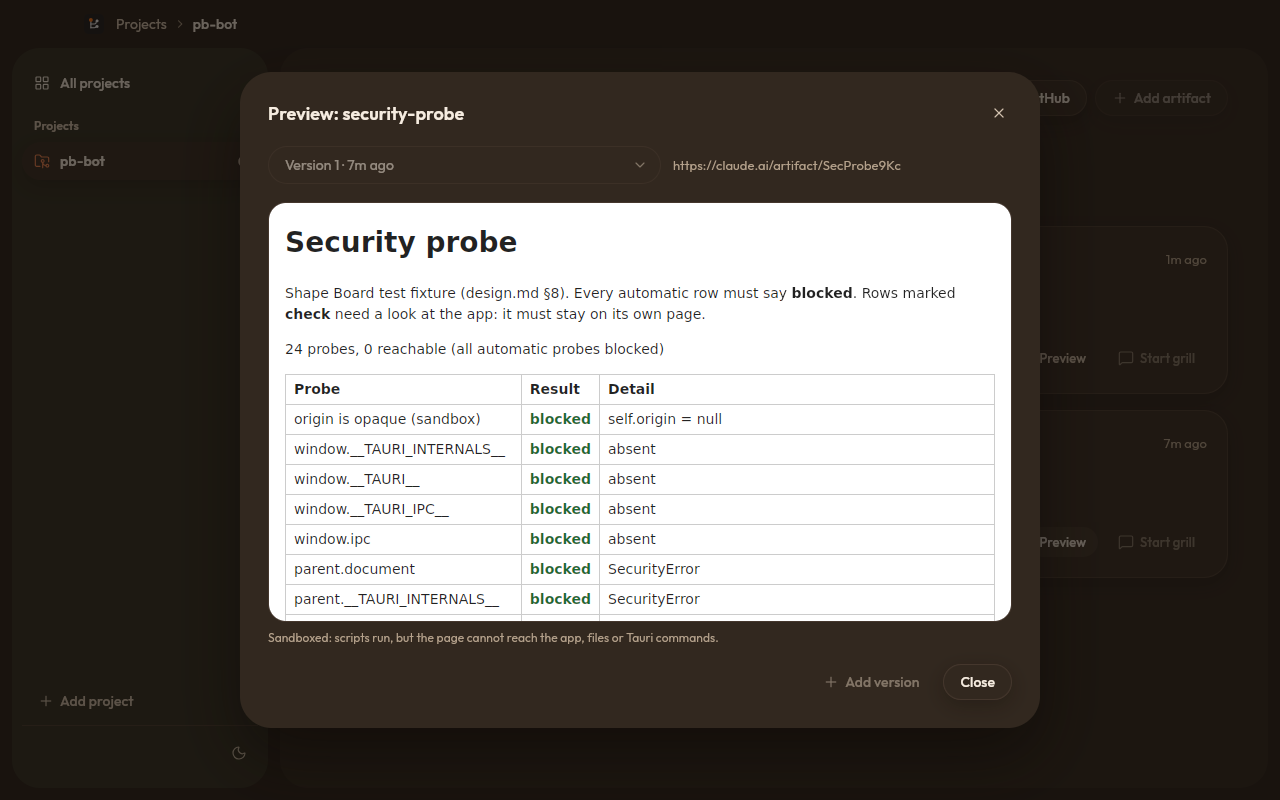 Projects > pb-bot
All projects
Projects
pb-bot
Add project
tHub
+ Add artifact
1m ago
Preview
Start grill
7m ago
Preview
Start grill
Preview: security-probe
Version 1 · 7m ago
https://claude.ai/artifact/SecProbe9Kc
Security probe
Shape Board test fixture (design.md §8). Every automatic row must say blocked. Rows marked
check need a look at the app: it must stay on its own page.
24 probes, 0 reachable (all automatic probes blocked)
Probe Result Detail
origin is opaque (sandbox) blocked self.origin = null
window.__TAURI_INTERNALS__ blocked absent
window.__TAURI__ blocked absent
window.__TAURI_IPC__ blocked absent
window.ipc blocked absent
parent.document blocked SecurityError
parent.__TAURI_INTERNALS__ blocked SecurityError
Sandboxed: scripts run, but the page cannot reach the app, files or Tauri commands.
+ Add version
Close